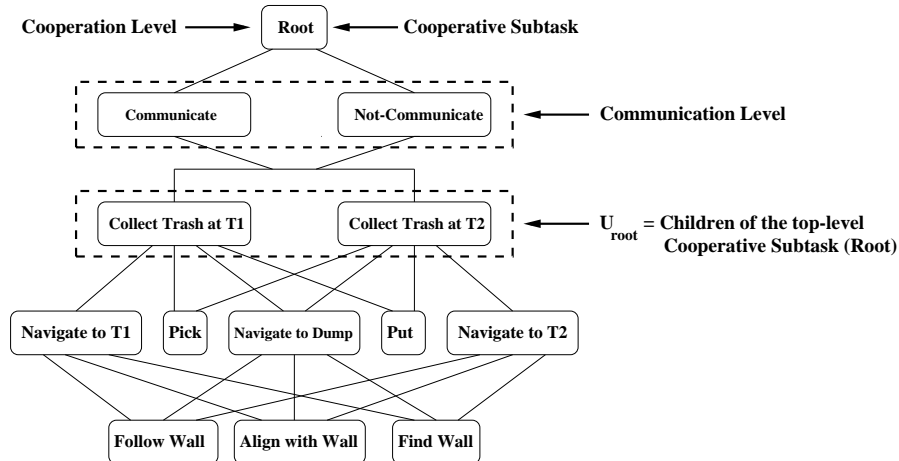 Cooperation Level
Root
Cooperative Subtask
Communicate
Not-Communicate
Communication Level
Collect Trash at T1
Collect Trash at T2
U root = Children of the top-level
Cooperative Subtask (Root)
Navigate to T1
Pick
Navigate to Dump
Put
Navigate to T2
Follow Wall
Align with Wall
Find Wall